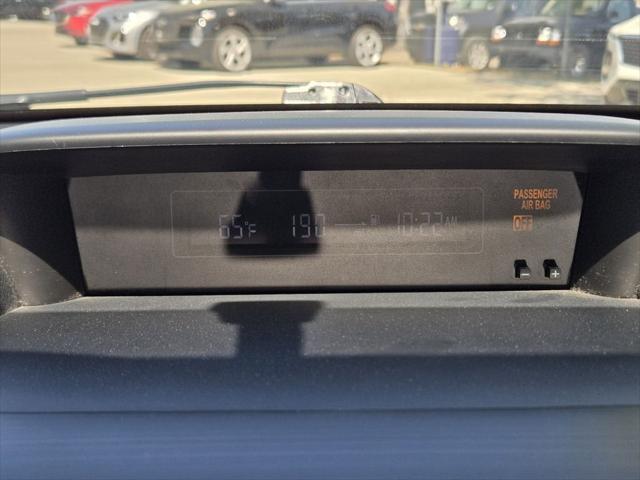 65°F 190 10:22 AM
PASSENGER
AIR BAG
OFF
- +